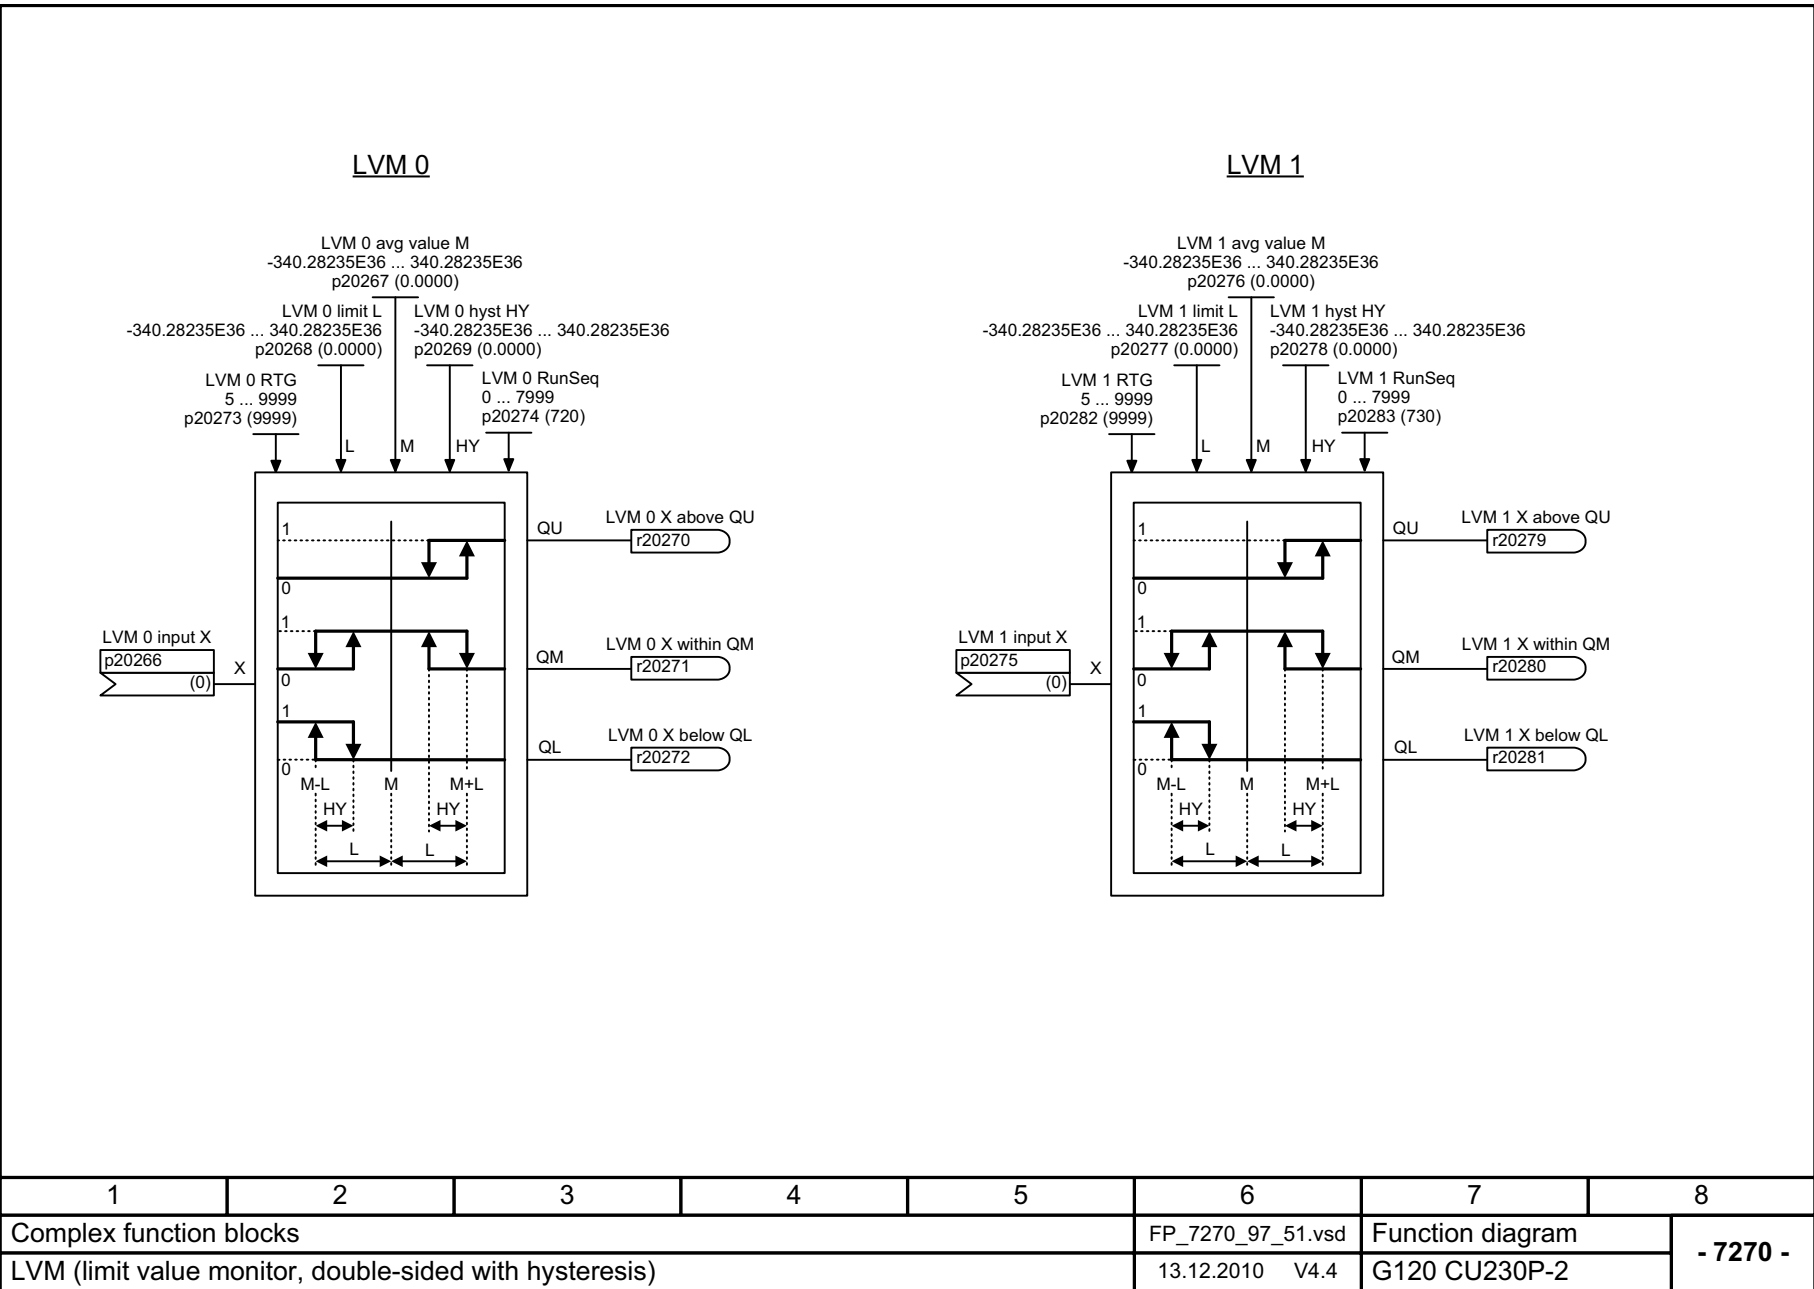 LVM 0
LVM 0 avg value M
-340.28235E36 ... 340.28235E36
p20267 (0.0000)
LVM 0 limit L
-340.28235E36 ... 340.28235E36
p20268 (0.0000)
LVM 0 hyst HY
-340.28235E36 ... 340.28235E36
p20269 (0.0000)
LVM 0 RTG
5 ... 9999
p20273 (9999)
LVM 0 RunSeq
0 ... 7999
p20274 (720)
L
M
HY
LVM 0 input X
p20266
(0)
X
1
0
1
0
1
0
M-L
M
M+L
HY
HY
L
L
QU
LVM 0 X above QU
r20270
QM
LVM 0 X within QM
r20271
QL
LVM 0 X below QL
r20272
LVM 1
LVM 1 avg value M
-340.28235E36 ... 340.28235E36
p20276 (0.0000)
LVM 1 limit L
-340.28235E36 ... 340.28235E36
p20277 (0.0000)
LVM 1 hyst HY
-340.28235E36 ... 340.28235E36
p20278 (0.0000)
LVM 1 RTG
5 ... 9999
p20282 (9999)
LVM 1 RunSeq
0 ... 7999
p20283 (730)
L
M
HY
LVM 1 input X
p20275
(0)
X
1
0
1
0
1
0
M-L
M
M+L
HY
HY
L
L
QU
LVM 1 X above QU
r20279
QM
LVM 1 X within QM
r20280
QL
LVM 1 X below QL
r20281
1 2 3 4 5 6 7 8
Complex function blocks
FP_7270_97_51.vsd
Function diagram
- 7270 -
LVM (limit value monitor, double-sided with hysteresis)
13.12.2010 V4.4
G120 CU230P-2